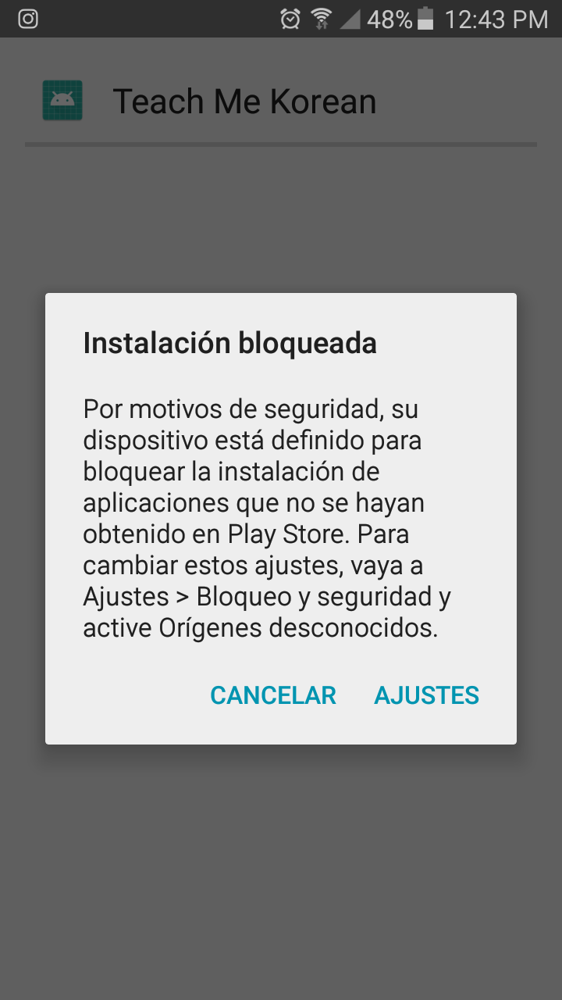 48% 12:43 PM
Teach Me Korean
Instalación bloqueada
Por motivos de seguridad, su
dispositivo está definido para
bloquear la instalación de
aplicaciones que no se hayan
obtenido en Play Store. Para
cambiar estos ajustes, vaya a
Ajustes > Bloqueo y seguridad y
active Orígenes desconocidos.
CANCELAR AJUSTES